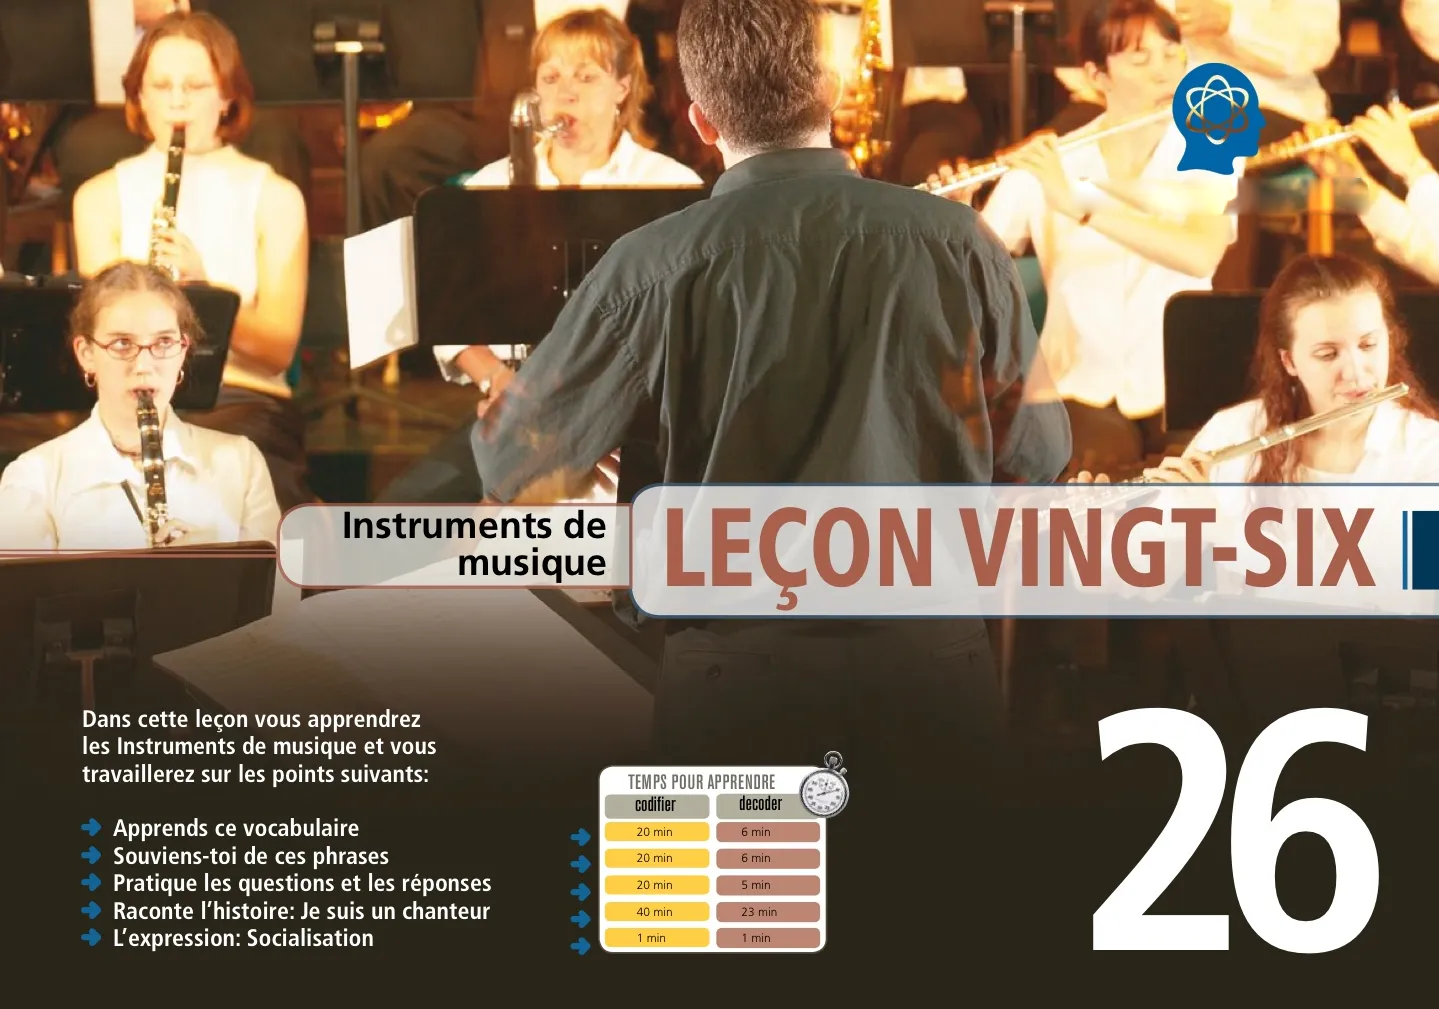 Instruments de
musique
LEÇON VINGT-SIX
Dans cette leçon vous apprendrez
les Instruments de musique et vous
travaillerez sur les points suivants:
Apprends ce vocabulaire
Souviens-toi de ces phrases
Pratique les questions et les réponses
Raconte l’histoire: Je suis un chanteur
L’expression: Socialisation
TEMPS POUR APPRENDRE
codifier decoder
20 min 6 min
20 min 6 min
20 min 5 min
40 min 23 min
1 min 1 min
26